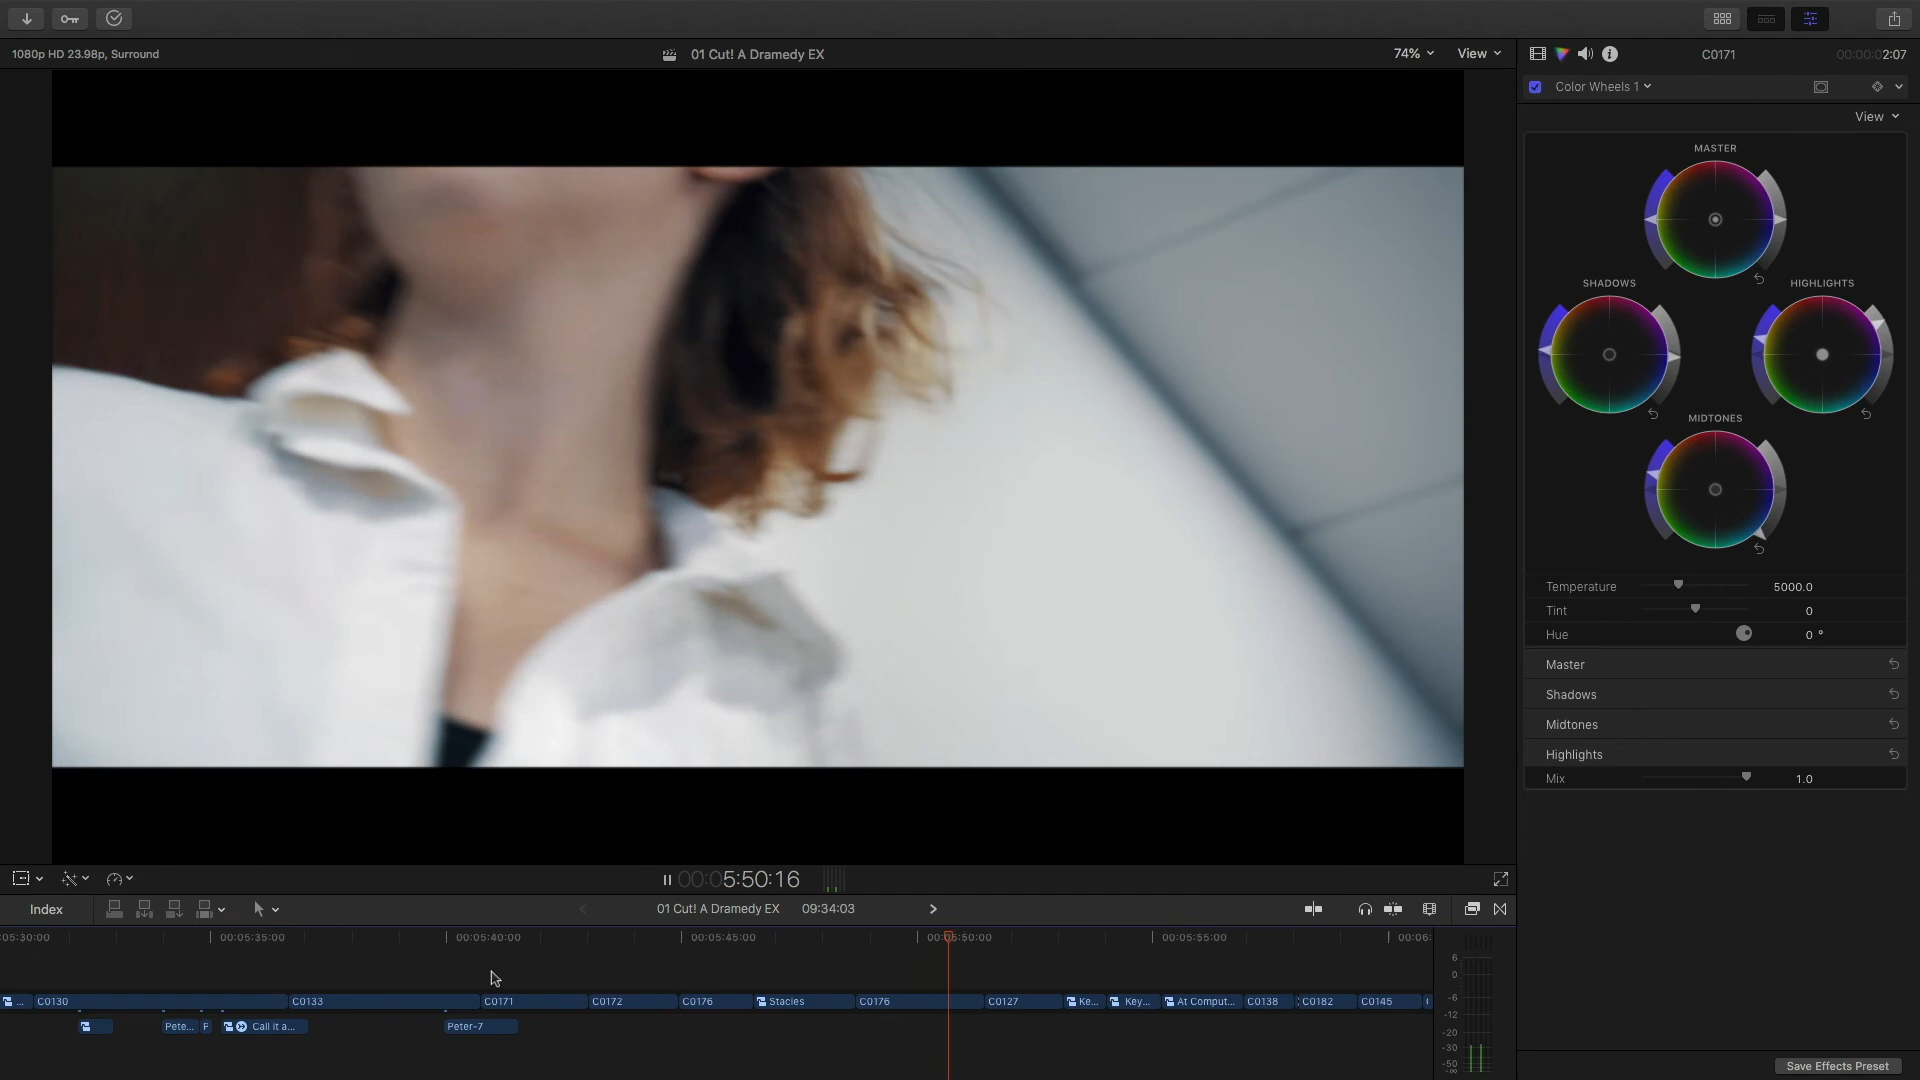 1080p HD 23.98p, Surround
01 Cut! A Dramedy EX
74%
View
C0171
00:00:02:07
Color Wheels 1
View
MASTER
SHADOWS
HIGHLIGHTS
MIDTONES
Temperature 5000.0
Tint 0
Hue 0 °
Master
Shadows
Midtones
Highlights
Mix 1.0
00:05:50:16
Index
01 Cut! A Dramedy EX 09:34:03
05:30:00 00:05:35:00 00:05:40:00 00:05:45:00 00:05:50:00 00:05:55:00 00:06:
... C0130 C0133 C0171 C0172 C0176 Stacies C0176 C0127 Ke... Key... At Comput... C0138 C0182 C0145
Pete... P Call it a... Peter-7
6
0
-6
-12
-20
-30
-50
-∞
Save Effects Preset